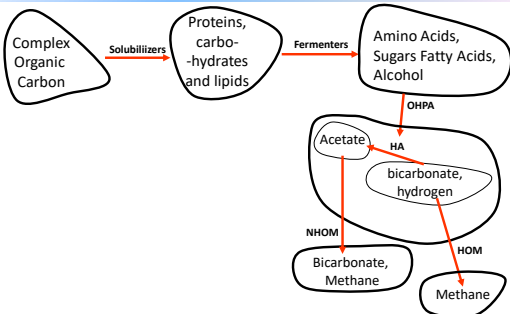 Complex
Organic
Carbon
Solubiliizers
Proteins,
carbo-
-hydrates
and lipids
Fermenters
Amino Acids,
Sugars Fatty Acids,
Alcohol
OHPA
Acetate
HA
bicarbonate,
hydrogen
NHOM
HOM
Bicarbonate,
Methane
Methane